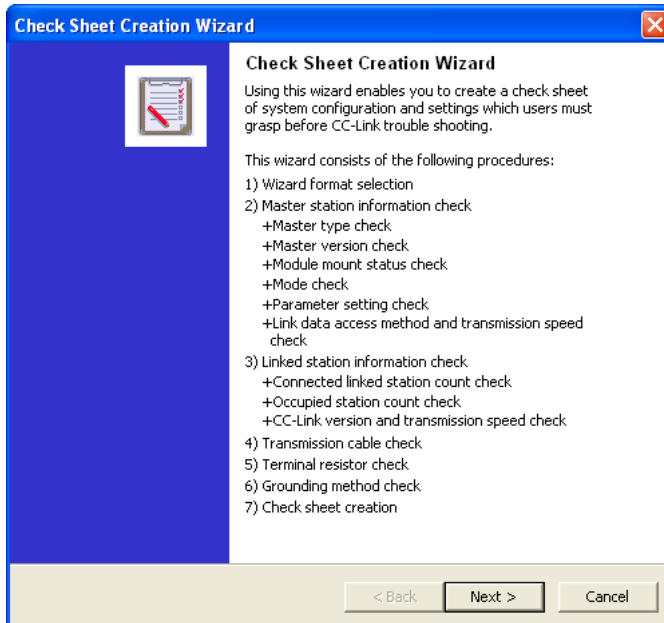 Check Sheet Creation Wizard
Check Sheet Creation Wizard
Using this wizard enables you to create a check sheet
of system configuration and settings which users must
grasp before CC-Link trouble shooting.
This wizard consists of the following procedures:
1) Wizard format selection
2) Master station information check
+Master type check
+Master version check
+Module mount status check
+Mode check
+Parameter setting check
+Link data access method and transmission speed
check
3) Linked station information check
+Connected linked station count check
+Occupied station count check
+CC-Link version and transmission speed check
4) Transmission cable check
5) Terminal resistor check
6) Grounding method check
7) Check sheet creation
< Back Next > Cancel